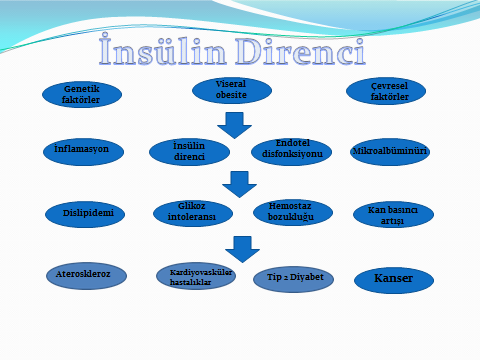 İnsülin Direnci
Genetik
faktörler
Viseral
obesite
Çevresel
faktörler
İnflamasyon
İnsülin
direnci
Endotel
disfonksiyonu
Mikroalbüminüri
Dislipidemi
Glikoz
intoleransı
Hemostaz
bozukluğu
Kan basıncı
artışı
Ateroskleroz
Kardiyovasküler
hastalıklar
Tip 2 Diyabet
Kanser